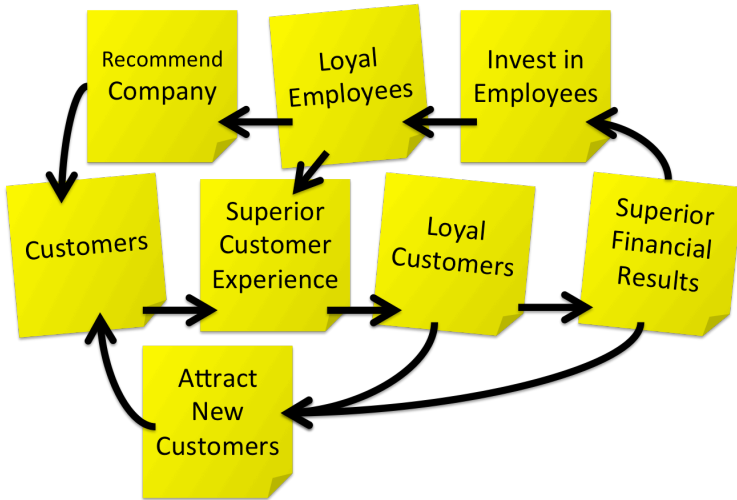 Recommend
Company
Loyal
Employees
Invest in
Employees
Customers
Superior
Customer
Experience
Loyal
Customers
Superior
Financial
Results
Attract
New
Customers